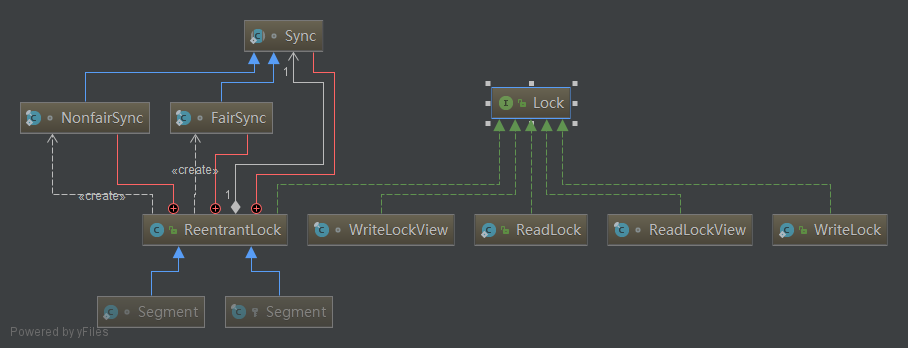 Sync
1
Lock
NonfairSync
FairSync
«create»
«create»
1
ReentrantLock
WriteLockView
ReadLock
ReadLockView
WriteLock
Segment
Segment
Powered by yFiles